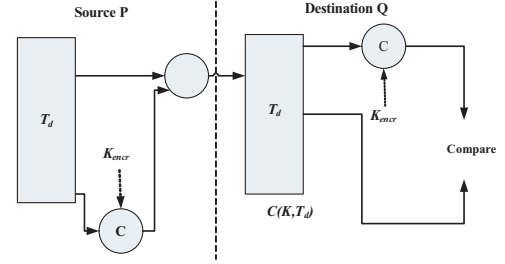 Source P
Destination Q
T_d
K_encr
C
T_d
C
K_encr
Compare
C(K,T_d)